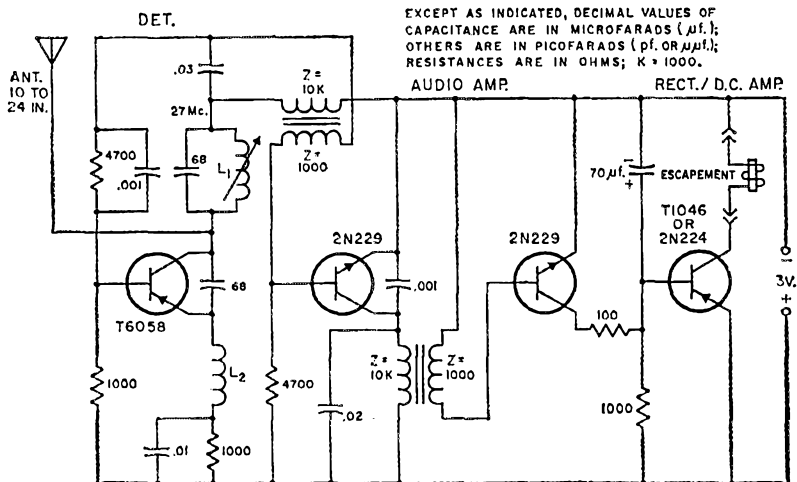 DET.
EXCEPT AS INDICATED, DECIMAL VALUES OF
CAPACITANCE ARE IN MICROFARADS (µf.);
OTHERS ARE IN PICOFARADS (pf. OR µµf.);
RESISTANCES ARE IN OHMS; K = 1000.
ANT.
10 TO
24 IN.
.03
Z =
10K
AUDIO AMP.
RECT./ D.C. AMP.
27 Mc.
4700
.001
68
L1
Z =
1000
70µf.
-
+
ESCAPEMENT
T1046
OR
2N224
2N229
2N229
T6058
68
.001
100
-
3V.
+
1000
L2
4700
Z =
10K
Z =
1000
1000
.02
.01
1000